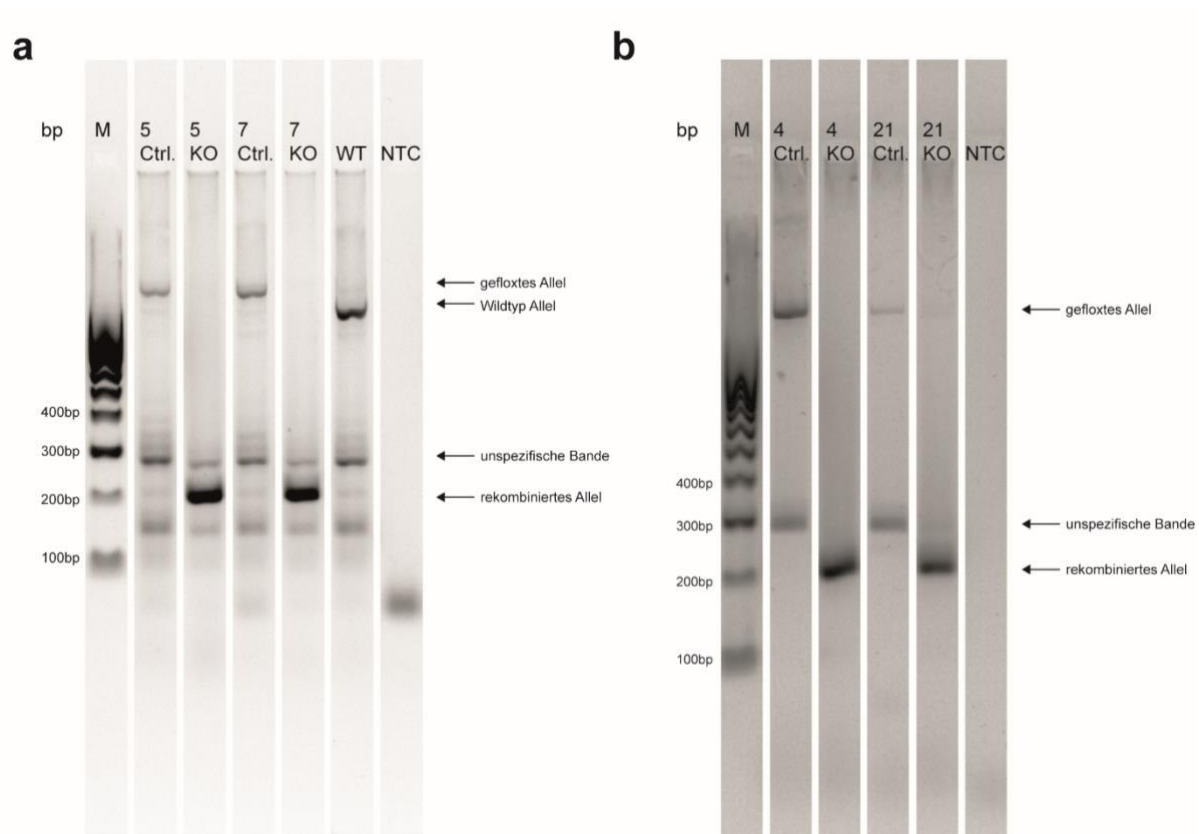 a
bp M 5 Ctrl. 5 KO 7 Ctrl. 7 KO WT NTC
gefloxtes Allel
Wildtyp Allel
400bp
300bp
unspezifische Bande
200bp
rekombiniertes Allel
100bp
b
bp M 4 Ctrl. 4 KO 21 Ctrl. 21 KO NTC
gefloxtes Allel
400bp
300bp
unspezifische Bande
rekombiniertes Allel
200bp
100bp